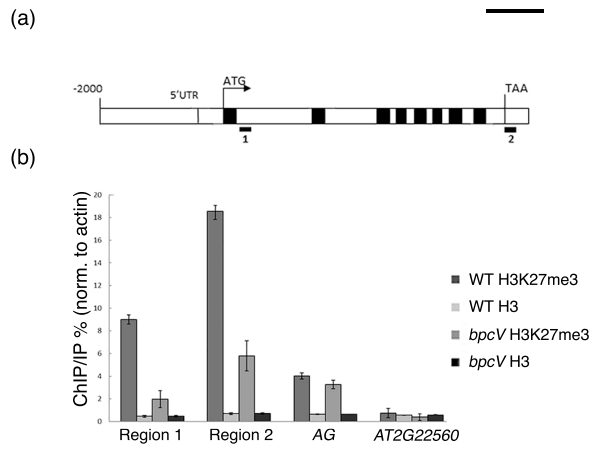 (a)
-2000
5'UTR
ATG
TAA
1
2
(b)
ChIP/IP % (norm. to actin)
20
18
16
14
12
10
8
6
4
2
0
Region 1
Region 2
AG
AT2G22560
WT H3K27me3
WT H3
bpcV H3K27me3
bpcV H3